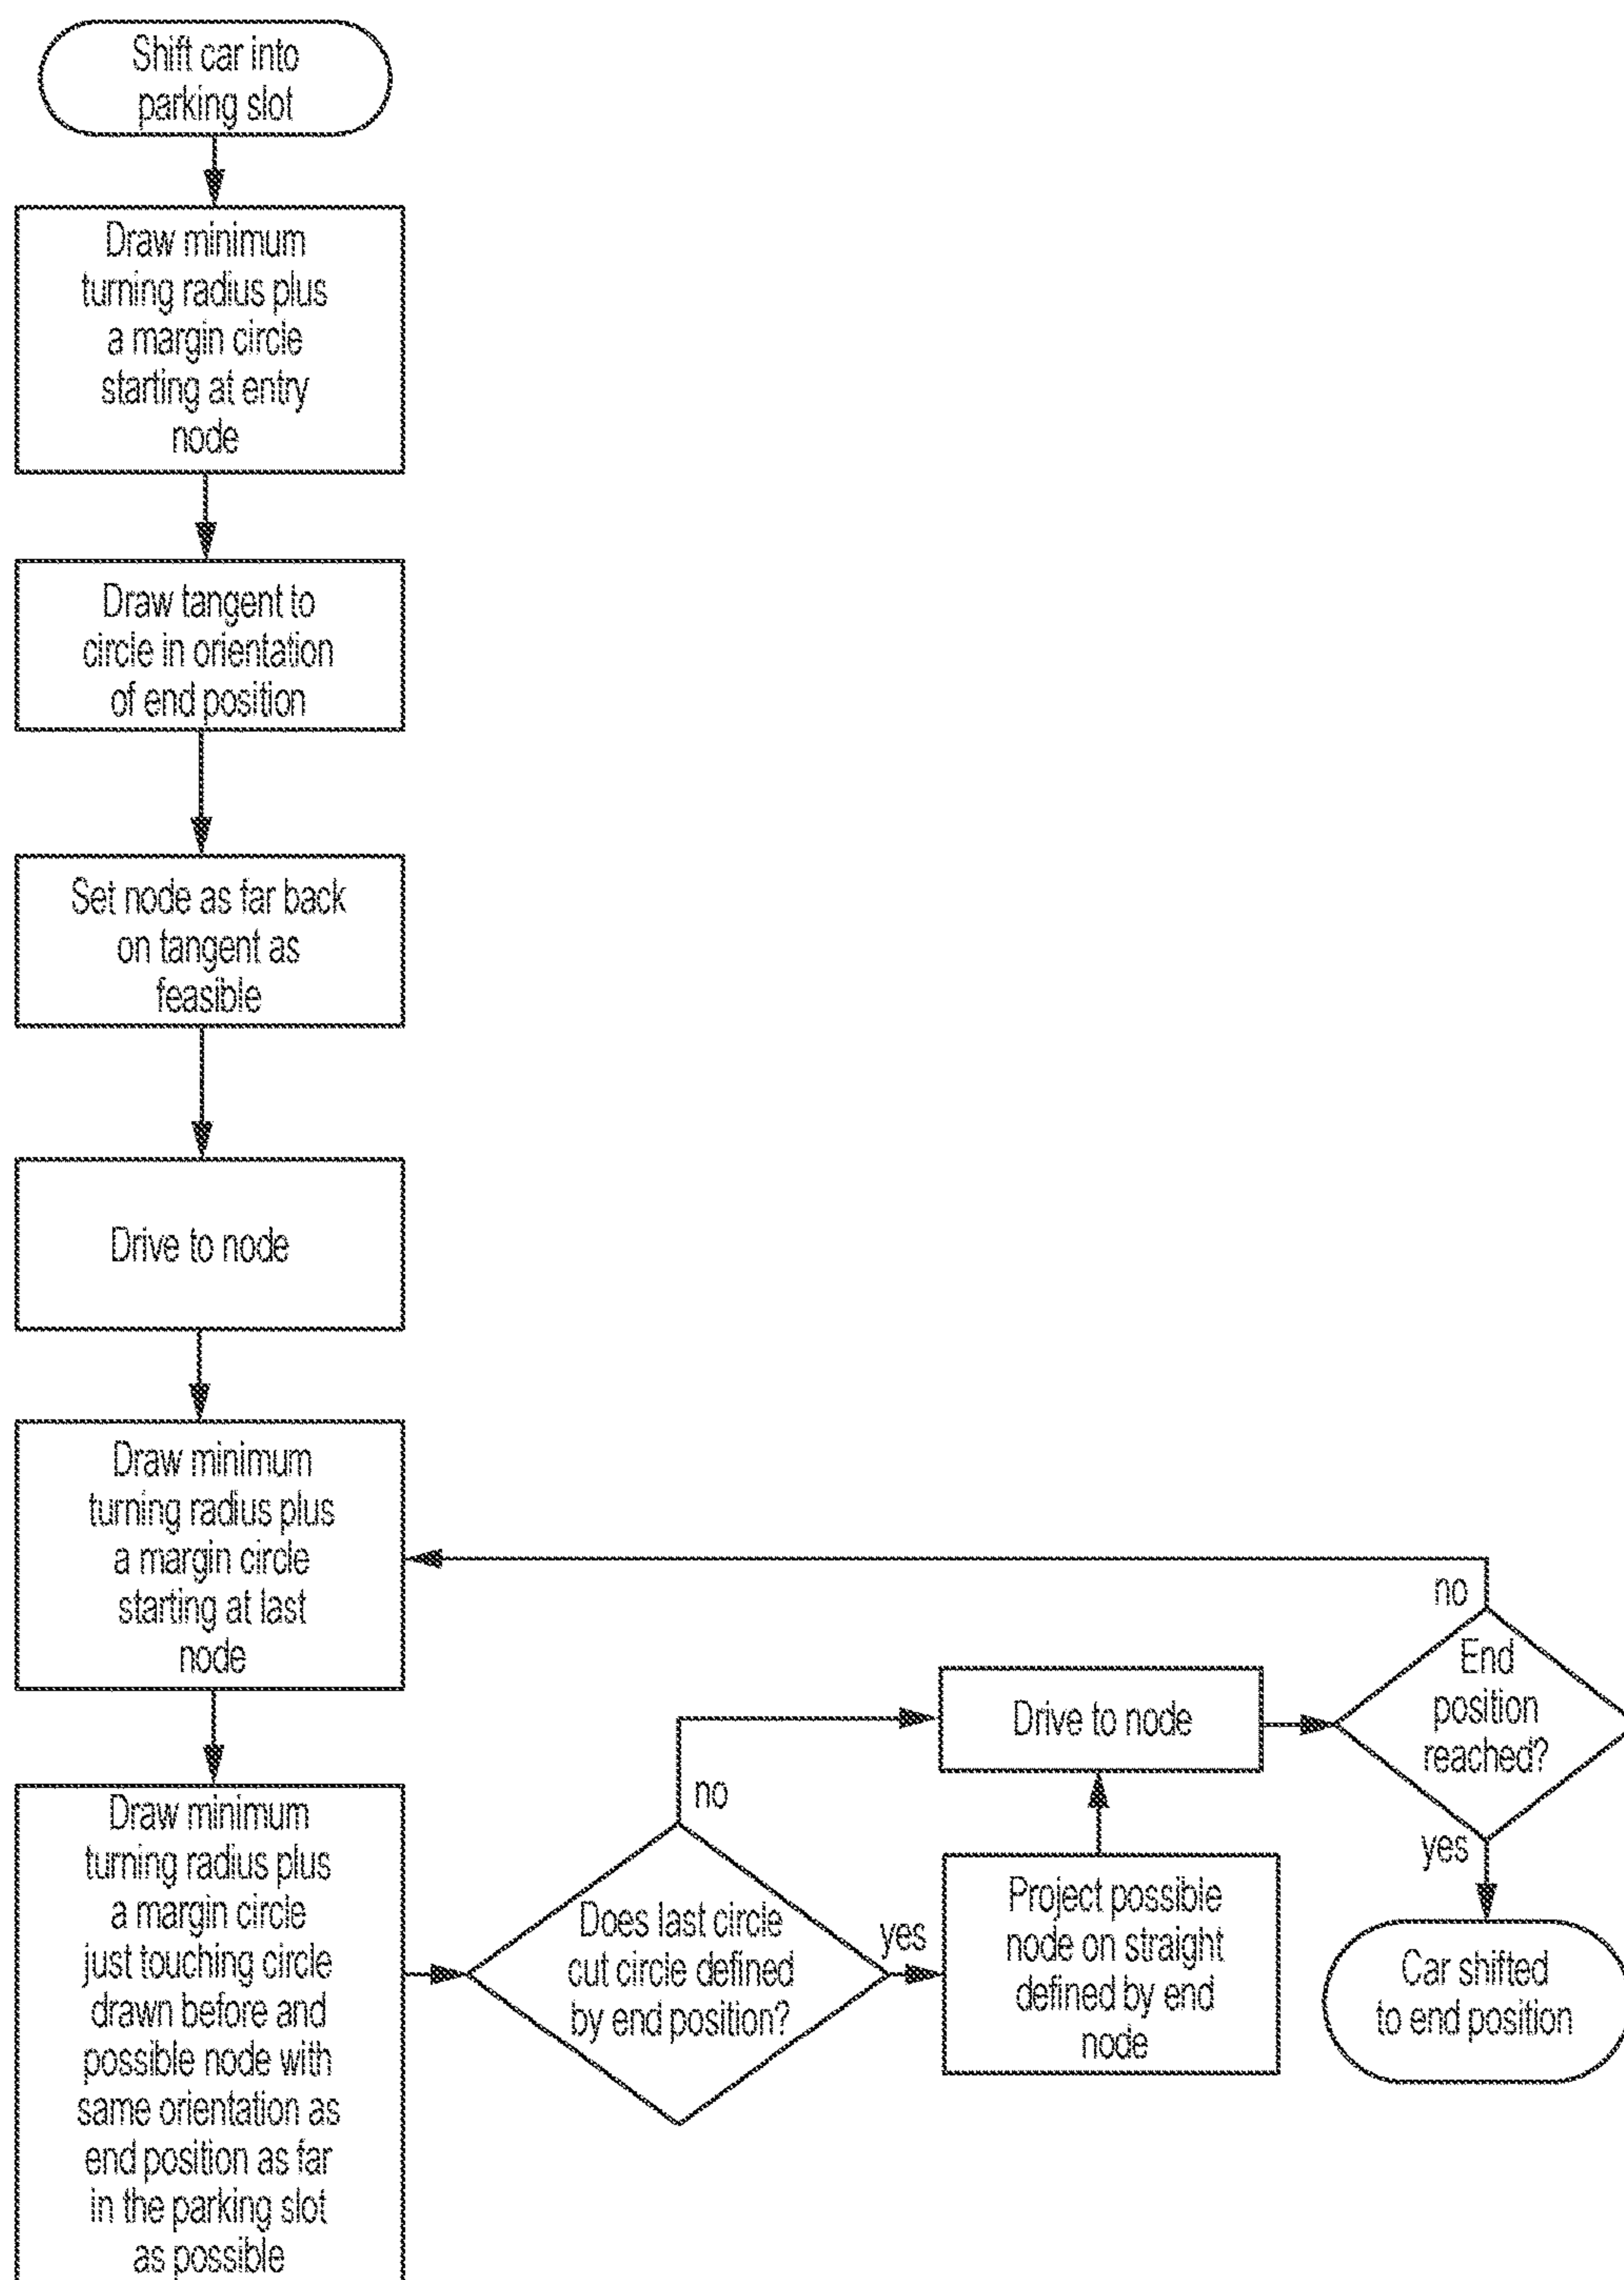 Shift car into
parking slot
Draw minimum
turning radius plus
a margin circle
starting at entry
node
Draw tangent to
circle in orientation
of end position
Set node as far back
on tangent as
feasible
Drive to node
Draw minimum
turning radius plus
a margin circle
starting at last
node
Draw minimum
turning radius plus
a margin circle
just touching circle
drawn before and
possible node with
same orientation as
end position as far
in the parking slot
as possible
Does last circle
cut circle defined
by end position?
no
yes
Project possible
node on straight
defined by end
node
Drive to node
End
position
reached?
no
yes
Car shifted
to end position